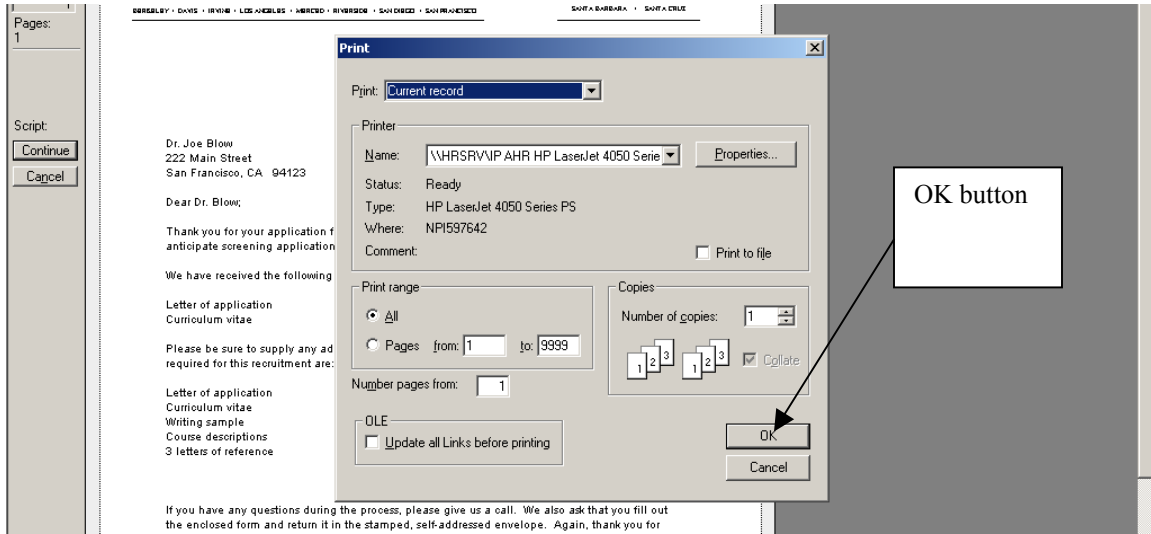 BERKELEY • DAVIS • IRVINE • LOS ANGELES • MERCED • RIVERSIDE • SAN DIEGO • SAN FRANCISCO
SANTA BARBARA • SANTA CRUZ
Pages:
1
Script:
Continue
Cancel
Dr. Joe Blow
222 Main Street
San Francisco, CA 94123
Dear Dr. Blow;
Thank you for your application f
anticipate screening application
We have received the following
Letter of application
Curriculum vitae
Please be sure to supply any ad
required for this recruitment are:
Letter of application
Curriculum vitae
Writing sample
Course descriptions
3 letters of reference
If you have any questions during the process, please give us a call. We also ask that you fill out
the enclosed form and return it in the stamped, self-addressed envelope. Again, thank you for
Print
Print: Current record
Printer
Name: \\HRSRV\IP AHR HP LaserJet 4050 Serie
Properties...
Status: Ready
Type: HP LaserJet 4050 Series PS
Where: NPI597642
Comment:
Print to file
Print range
All
Pages from: 1 to: 9999
Number pages from: 1
Copies
Number of copies: 1
1 2 3 1 2 3
Collate
OLE
Update all Links before printing
OK
Cancel
OK button